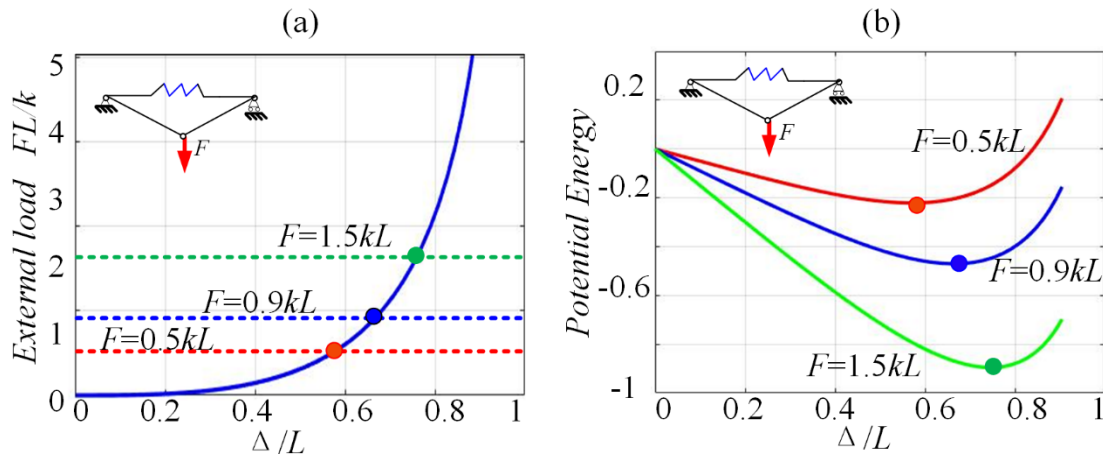 (a)
External load FL/k
5
4
3
2
1
0
F
F=1.5kL
F=0.9kL
F=0.5kL
0 0.2 0.4 0.6 0.8 1
Δ/L
(b)
Potential Energy
0.2
-0.2
-0.6
-1
F
F=0.5kL
F=0.9kL
F=1.5kL
0 0.2 0.4 0.6 0.8 1
Δ/L